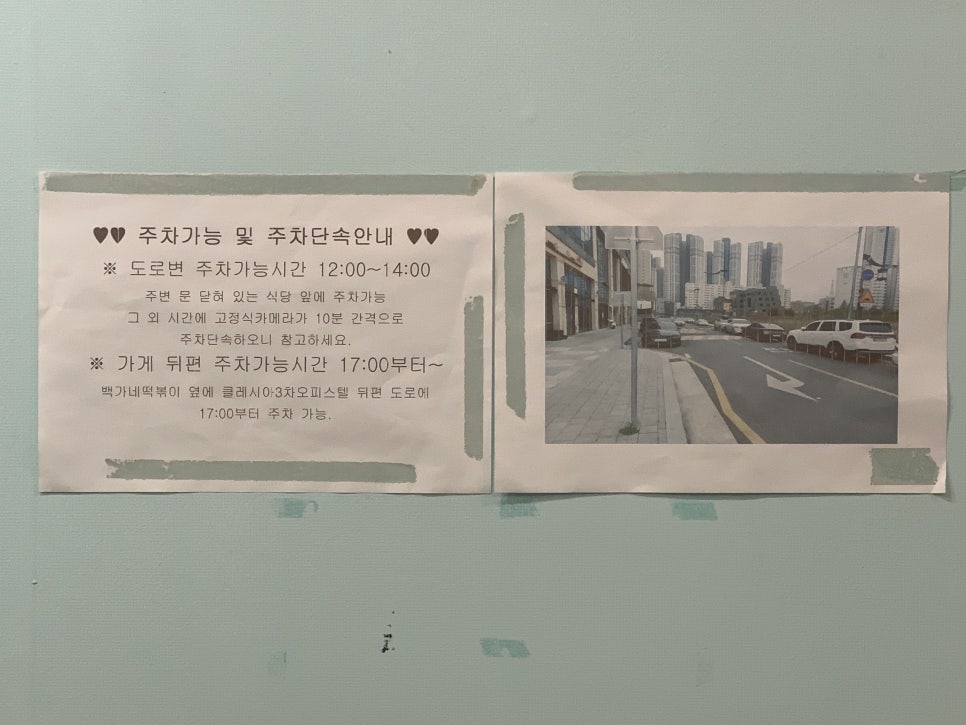 ♥♥ 주차가능 및 주차단속안내 ♥♥
※ 도로변 주차가능시간 12:00~14:00
주변 문 닫혀 있는 식당 앞에 주차가능
그 외 시간에 고정식카메라가 10분 간격으로
주차단속하오니 참고하세요.
※ 가게 뒤편 주차가능시간 17:00부터~
백가네떡볶이 옆에 클레시아3차오피스텔 뒤편 도로에
17:00부터 주차 가능.